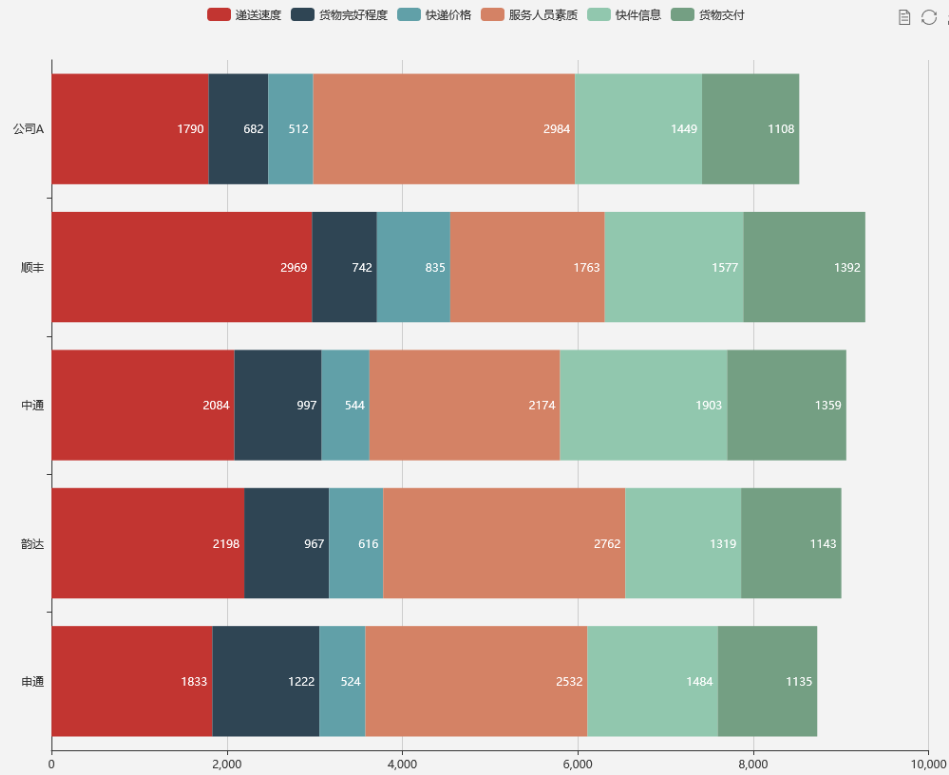 递送速度 货物完好程度 快递价格 服务人员素质 快件信息 货物交付
公司A 1790 682 512 2984 1449 1108
顺丰 2969 742 835 1763 1577 1392
中通 2084 997 544 2174 1903 1359
韵达 2198 967 616 2762 1319 1143
申通 1833 1222 524 2532 1484 1135
0 2,000 4,000 6,000 8,000 10,000